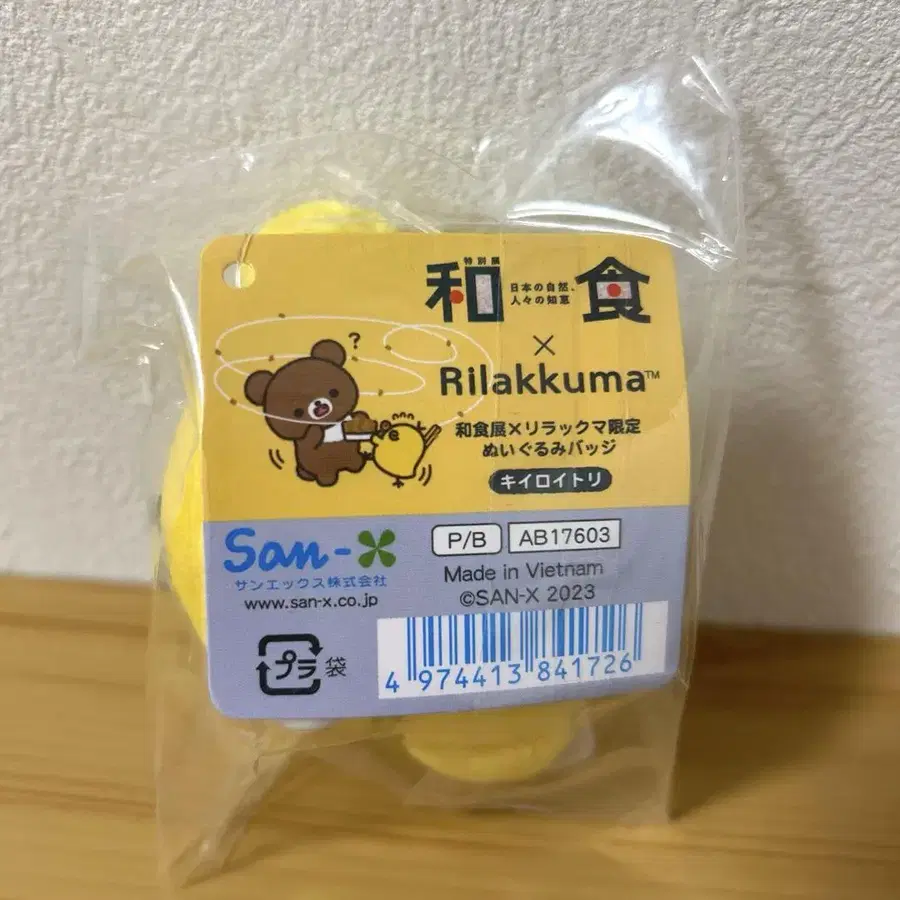 特別展
和食
日本の自然、
人々の知恵
×
Rilakkuma™
?
和食展×リラックマ限定
ぬいぐるみバッジ
キイロイトリ
San-X
サンエックス株式会社
www.san-x.co.jp
P/B AB17603
Made in Vietnam
©SAN-X 2023
プラ 袋
4 974413 841726